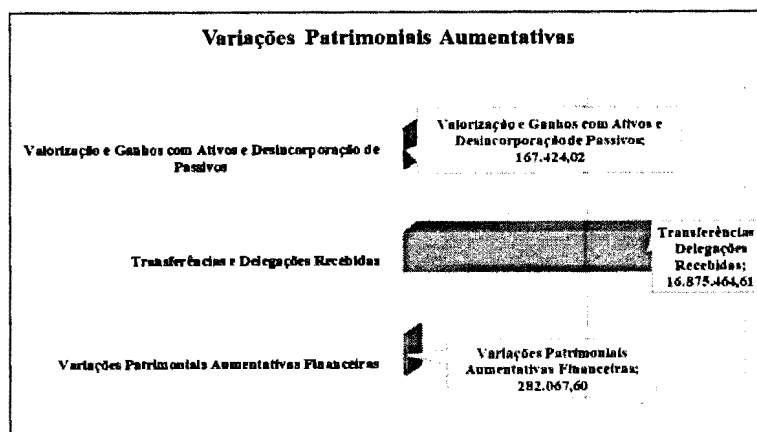 Variações Patrimoniais Aumentativas
Valorização e Ganhos com Ativos e Desincorporação de
Passivos
Valorização e Ganhos com Ativos e
Desincorporação de Passivos;
167.424,02
Transferências e Delegações Recebidas
Transferências
Delegações
Recebidas;
16.875.464,61
Variações Patrimoniais Aumentativas Financeiras
Variações Patrimoniais
Aumentativas Financeiras;
282.067,60